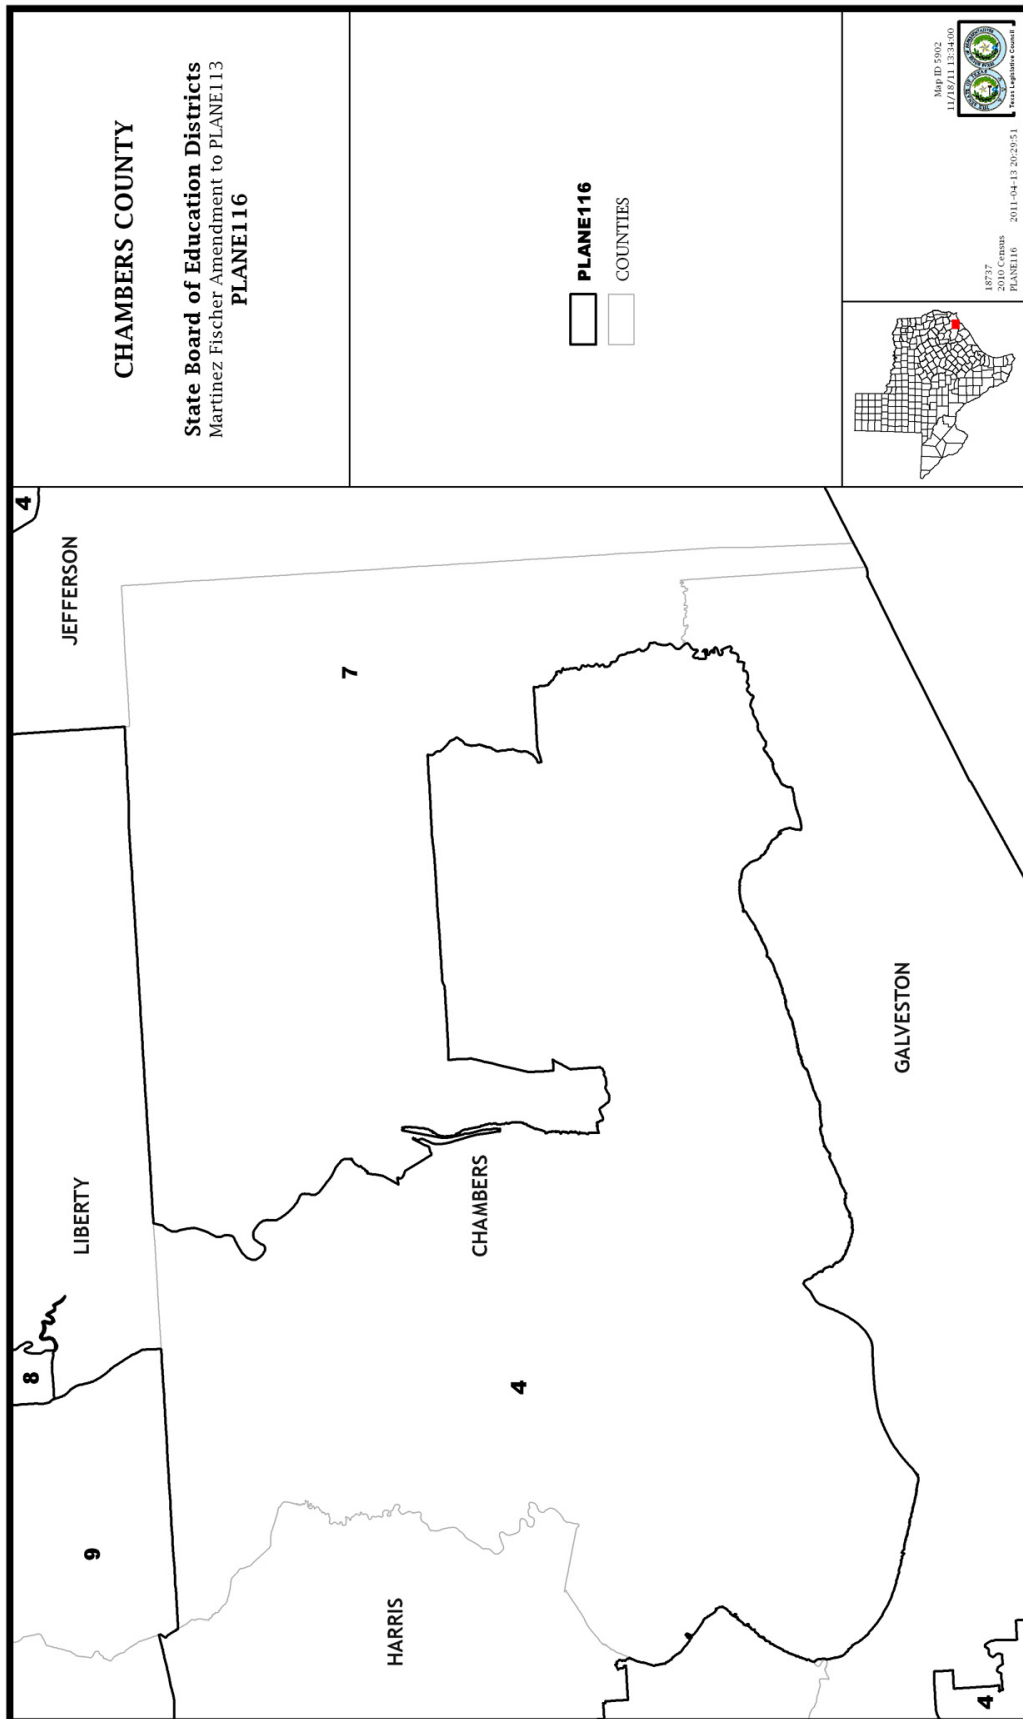 CHAMBERS COUNTY
State Board of Education Districts
Martinez Fischer Amendment to PLANE113
PLANE116
PLANE116
COUNTIES
Map ID 5902
11/18/11 13:34:00
Texas Legislative Council
18737
2010 Census
PLANE116 2011-04-13 20:29:51
4
JEFFERSON
7
LIBERTY
8
9
CHAMBERS
4
HARRIS
GALVESTON
4